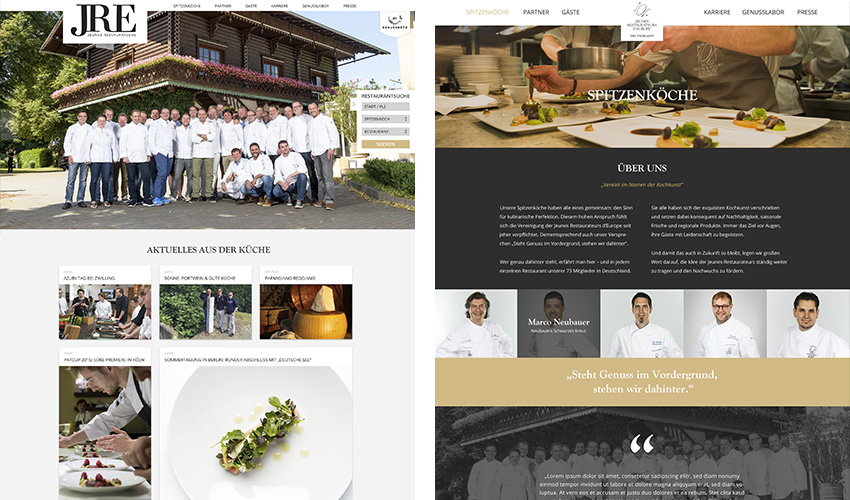 JRE
JEUNES RESTAURATEURS
SPITZENKÖCHE PARTNER GÄSTE KARRIERE GENUSSLABOR PRESSE
GENUSSNETZ
RESTAURANTSUCHE
STADT / PLZ
SPITZENKOCH
RESTAURANT
SUCHEN
AKTUELLES AUS DER KÜCHE
AZUBI-TAG BEI ZWILLING
SONNE, PORTWEIN & GUTE KÜCHE
PARMIGIANO REGGIANO
PATCUP 2015: SÜSSE PREMIERE IN KÖLN
SOMMERTAGUNG IN BERLIN: RUNDER ABSCHLUSS MIT „DEUTSCHE SEE“
SPITZENKÖCHE PARTNER GÄSTE
JEUNES
RESTAURATEURS
D'EUROPE
DEUTSCHLAND
KARRIERE GENUSSLABOR PRESSE
SPITZENKÖCHE
ÜBER UNS
„Vereint im Namen der Kochkunst“
Unsere Spitzenköche haben alle eines gemeinsam: den Sinn
für kulinarische Perfektion. Diesem hohen Anspruch fühlt
sich die Vereinigung der Jeunes Restaurateurs d'Europe seit
jeher verpflichtet. Dementsprechend auch unser Verspre-
chen „Steht Genuss im Vordergrund, stehen wir dahinter“.
Wer genau dahinter steht, erfährt man hier – und in jedem
einzelnen Restaurant unserer 73 Mitglieder in Deutschland.
Sie alle haben sich der exquisiten Kochkunst verschrieben
und setzen dabei konsequent auf Nachhaltigkeit, saisonale
Frische und regionale Produkte. Immer das Ziel vor Augen,
ihre Gäste mit Leidenschaft zu begeistern.
Und damit das auch in Zukunft so bleibt, legen wir großen
Wert darauf, die Idee der Jeunes Restaurateurs ständig weiter
zu tragen und den Nachwuchs zu fördern.
Marco Neubauer
Neubauers Schwarzes Kreuz
„Steht Genuss im Vordergrund,
stehen wir dahinter.“
“
„Lorem ipsum dolor sit amet, consetetur sadipscing elitr, sed diam nonumy
eirmod tempor invidunt ut labore et dolore magna aliquyam erat, sed diam
voluptua. At vero eos et accusam et justo duo dolores et ea rebum. Stet clita kasd